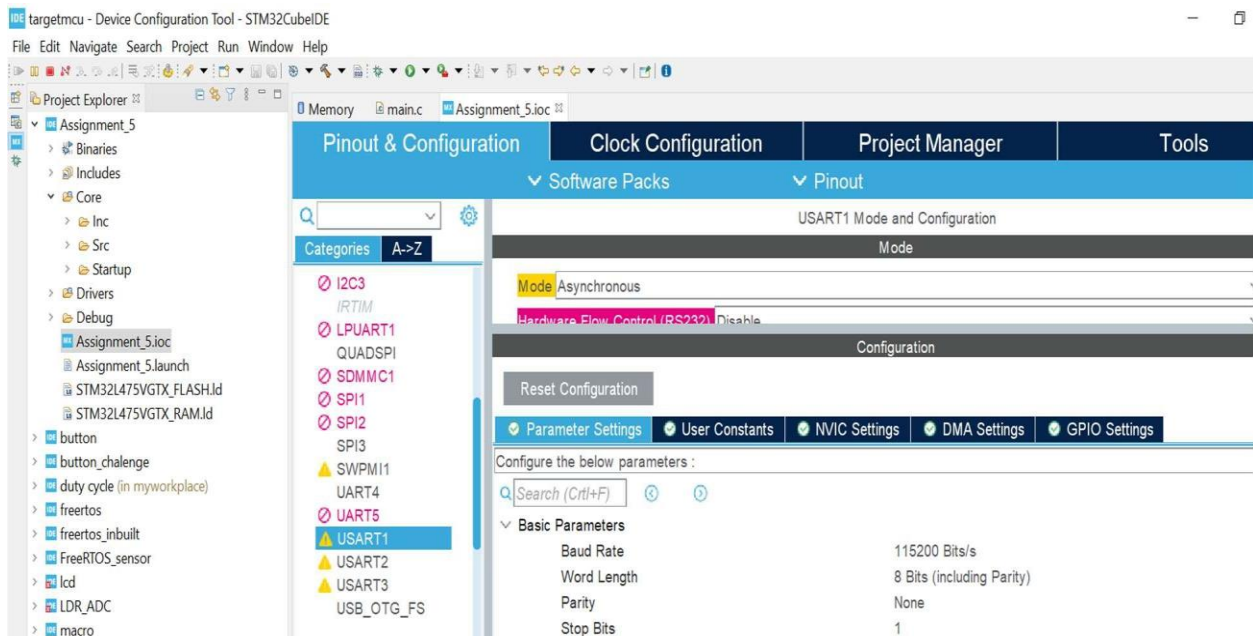 IDE targetmcu - Device Configuration Tool - STM32CubeIDE
File Edit Navigate Search Project Run Window Help
Project Explorer
Memory main.c Assignment_5.ioc
Assignment_5
Binaries
Includes
Core
Inc
Src
Startup
Drivers
Debug
Assignment_5.ioc
Assignment_5.launch
STM32L475VGTX_FLASH.ld
STM32L475VGTX_RAM.ld
button
button_chalenge
duty cycle (in myworkplace)
freertos
freertos_inbuilt
FreeRTOS_sensor
lcd
LDR_ADC
macro
Pinout & Configuration Clock Configuration Project Manager Tools
Software Packs Pinout
Categories A->Z
I2C3
IRTIM
LPUART1
QUADSPI
SDMMC1
SPI1
SPI2
SPI3
SWPMI1
UART4
UART5
USART1
USART2
USART3
USB_OTG_FS
USART1 Mode and Configuration
Mode
Mode Asynchronous
Hardware Flow Control (RS232) Disable
Configuration
Reset Configuration
Parameter Settings User Constants NVIC Settings DMA Settings GPIO Settings
Configure the below parameters :
Search (Crtl+F)
Basic Parameters
Baud Rate 115200 Bits/s
Word Length 8 Bits (including Parity)
Parity None
Stop Bits 1